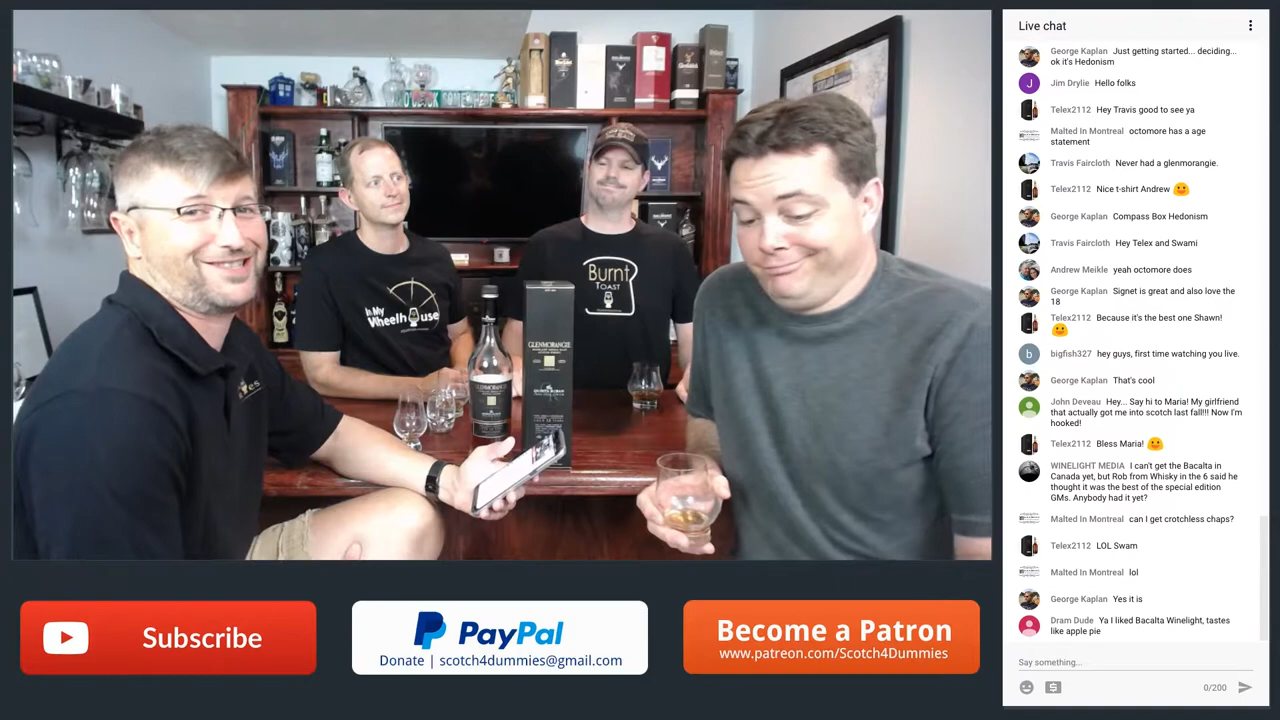 Live chat
George Kaplan Just getting started... deciding...
ok it's Hedonism
J
Jim Drylie Hello folks
Telex2112 Hey Travis good to see ya
Malted In Montreal octomore has a age
statement
Travis Faircloth Never had a glenmorangie.
Telex2112 Nice t-shirt Andrew
George Kaplan Compass Box Hedonism
Travis Faircloth Hey Telex and Swami
Andrew Meikle yeah octomore does
George Kaplan Signet is great and also love the
18
Telex2112 Because it's the best one Shawn!
b
bigfish327 hey guys, first time watching you live.
George Kaplan That's cool
John Deveau Hey... Say hi to Maria! My girlfriend
that actually got me into scotch last fall!!! Now I'm
hooked!
Telex2112 Bless Maria!
WINELIGHT MEDIA I can't get the Bacalta in
Canada yet, but Rob from Whisky in the 6 said he
thought it was the best of the special edition
GMs. Anybody had it yet?
Malted In Montreal can I get crotchless chaps?
Telex2112 LOL Swam
Malted In Montreal lol
George Kaplan Yes it is
Dram Dude Ya I liked Bacalta Winelight, tastes
like apple pie
Say something...
0/200
In My
Wheelhouse
Burnt
TOAST
GLENMORANGIE
GLENMORANGIE
QUINTA RUBAN
Subscribe
PayPal
Donate | scotch4dummies@gmail.com
Become a Patron
www.patreon.com/Scotch4Dummies